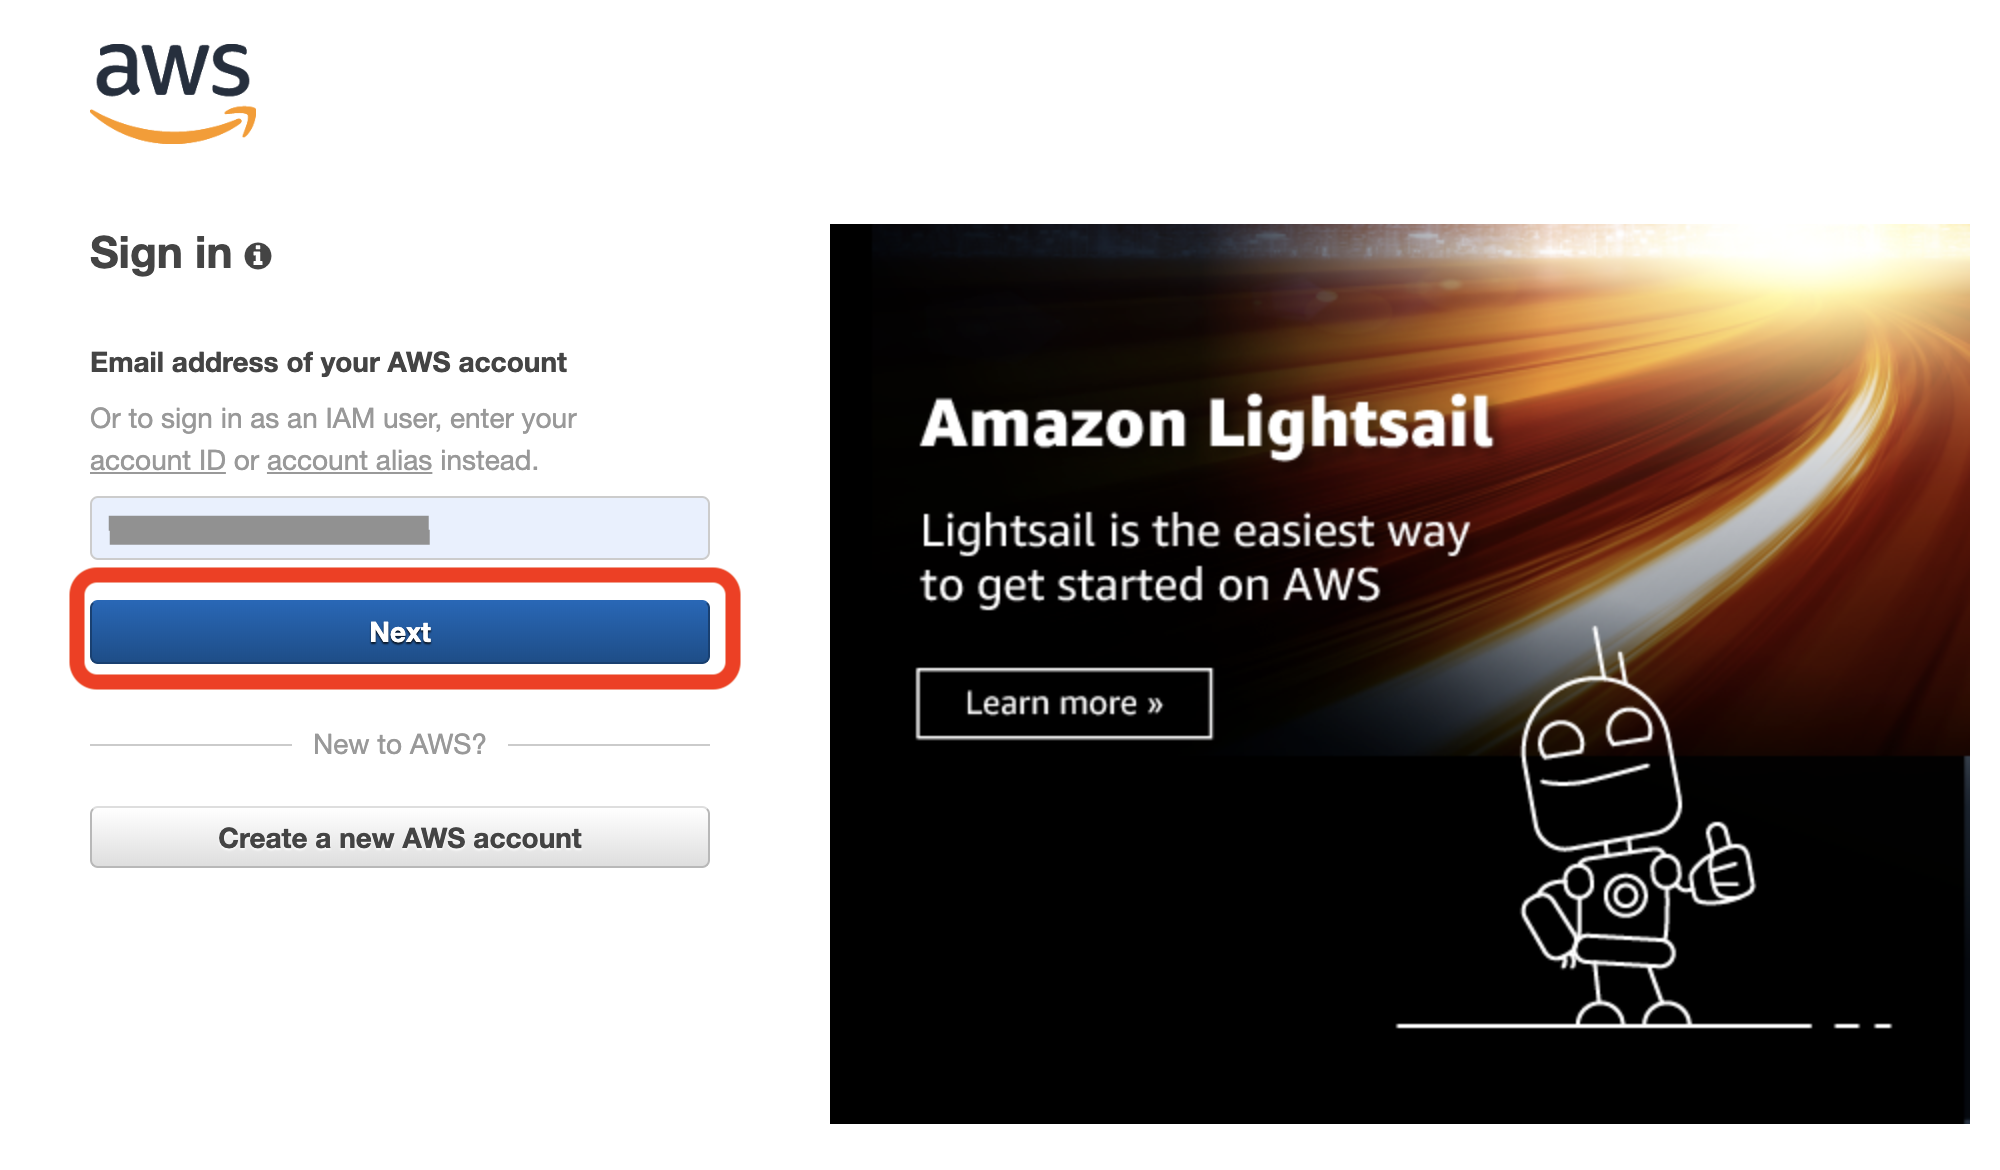 aws
Sign in
Email address of your AWS account
Or to sign in as an IAM user, enter your
account ID or account alias instead.
Next
New to AWS?
Create a new AWS account
Amazon Lightsail
Lightsail is the easiest way
to get started on AWS
Learn more »